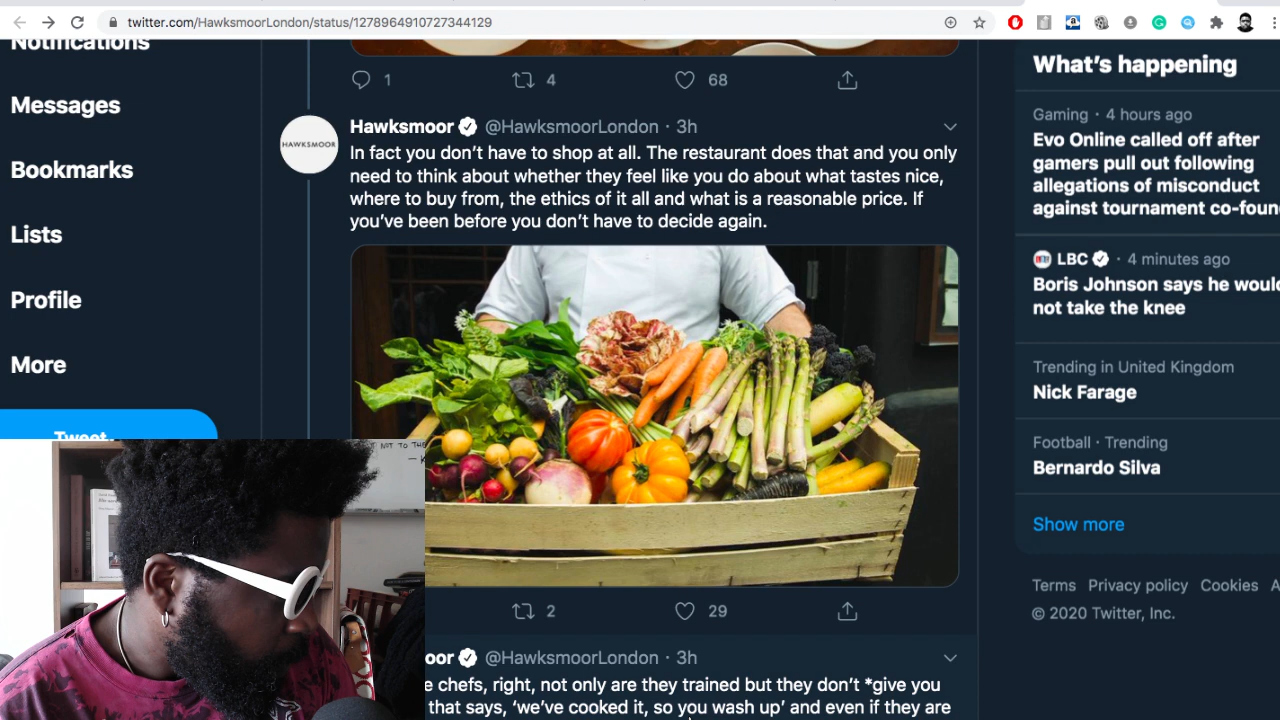 twitter.com/HawksmoorLondon/status/1278964910727344129
Notifications
Messages
Bookmarks
Lists
Profile
More
Tweet
1
4
68
HAWKSMOOR
Hawksmoor @HawksmoorLondon · 3h
In fact you don’t have to shop at all. The restaurant does that and you only
need to think about whether they feel like you do about what tastes nice,
where to buy from, the ethics of it all and what is a reasonable price. If
you’ve been before you don’t have to decide again.
2
29
oor @HawksmoorLondon · 3h
e chefs, right, not only are they trained but they don’t *give you
that says, ‘we’ve cooked it, so you wash up’ and even if they are
What’s happening
Gaming · 4 hours ago
Evo Online called off after
gamers pull out following
allegations of misconduct
against tournament co-foun
LBC · 4 minutes ago
Boris Johnson says he would
not take the knee
Trending in United Kingdom
Nick Farage
Football · Trending
Bernardo Silva
Show more
Terms Privacy policy Cookies A
© 2020 Twitter, Inc.
NOT TO THE